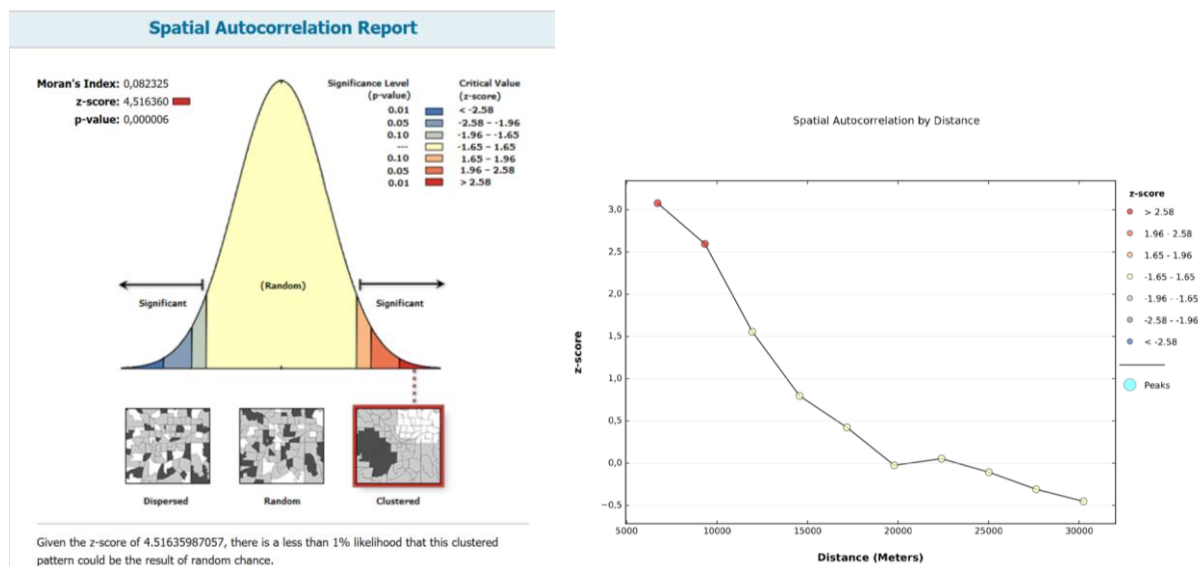 Spatial Autocorrelation Report
Moran's Index: 0,082325
z-score: 4,516360
p-value: 0,000006
Significance Level (p-value)
Critical Value (z-score)
0.01 < -2.58
0.05 -2.58 - -1.96
0.10 -1.96 - -1.65
--- -1.65 - 1.65
0.10 1.65 - 1.96
0.05 1.96 - 2.58
0.01 > 2.58
Significant
(Random)
Significant
Dispersed
Random
Clustered
Given the z-score of 4.51635987057, there is a less than 1% likelihood that this clustered
pattern could be the result of random chance.
Spatial Autocorrelation by Distance
z-score
3,0
2,5
2,0
1,5
1,0
0,5
0,0
−0,5
5000 10000 15000 20000 25000 30000
Distance (Meters)
z-score
> 2.58
1.96 - 2.58
1.65 - 1.96
-1.65 - 1.65
-1.96 - -1.65
-2.58 - -1.96
< -2.58
Peaks